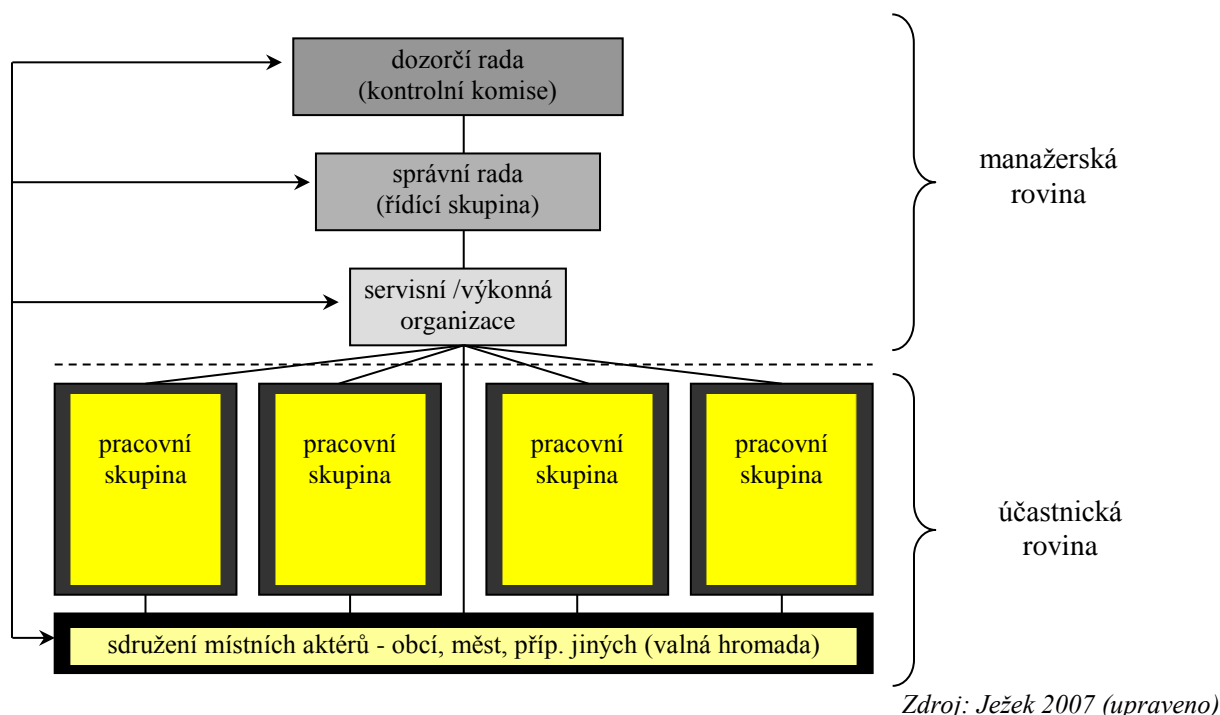 dozorčí rada
(kontrolní komise)
správní rada
(řídící skupina)
manažerská
rovina
servisní /výkonná
organizace
pracovní
skupina
pracovní
skupina
pracovní
skupina
pracovní
skupina
účastnická
rovina
sdružení místních aktérů - obcí, měst, příp. jiných (valná hromada)
Zdroj: Ježek 2007 (upraveno)